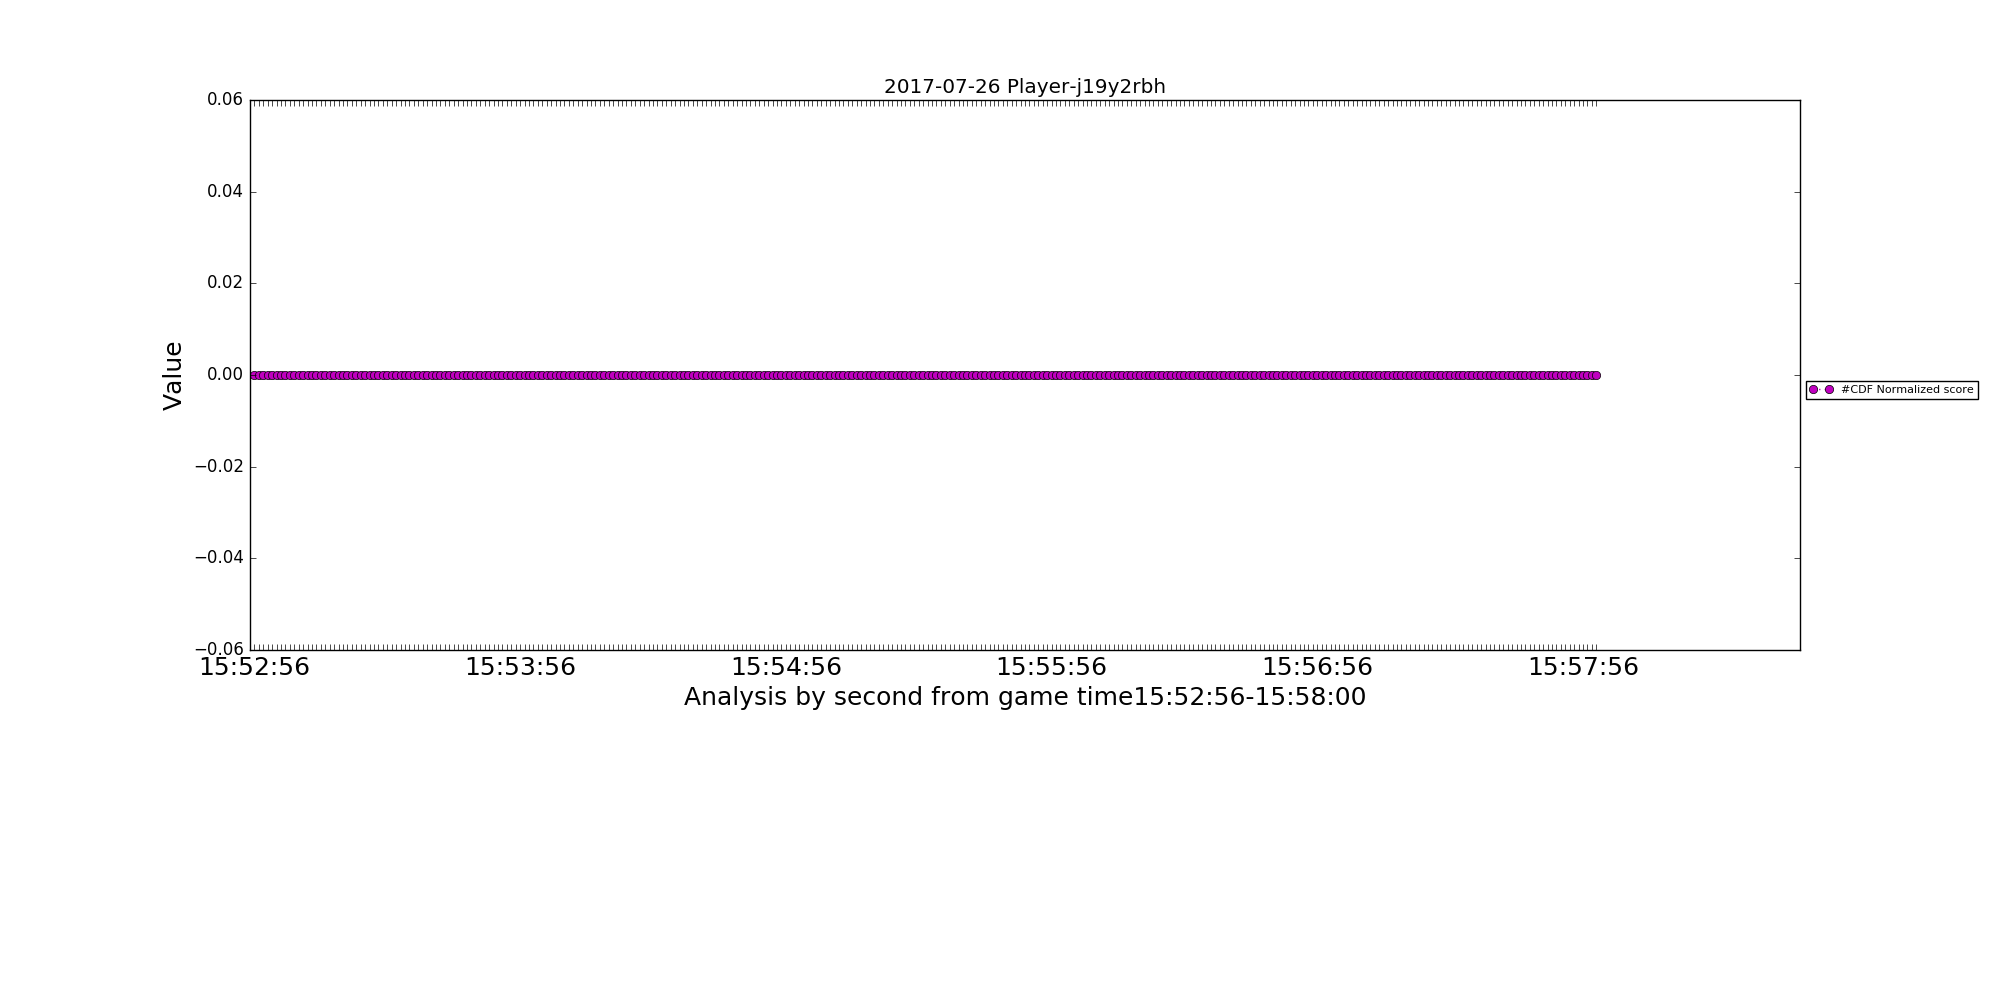 2017-07-26 Player-j19y2rbh
0.06
0.04
0.02
0.00
−0.02
−0.04
−0.06
Value
#CDF Normalized score
15:52:56 15:53:56 15:54:56 15:55:56 15:56:56 15:57:56
Analysis by second from game time15:52:56-15:58:00